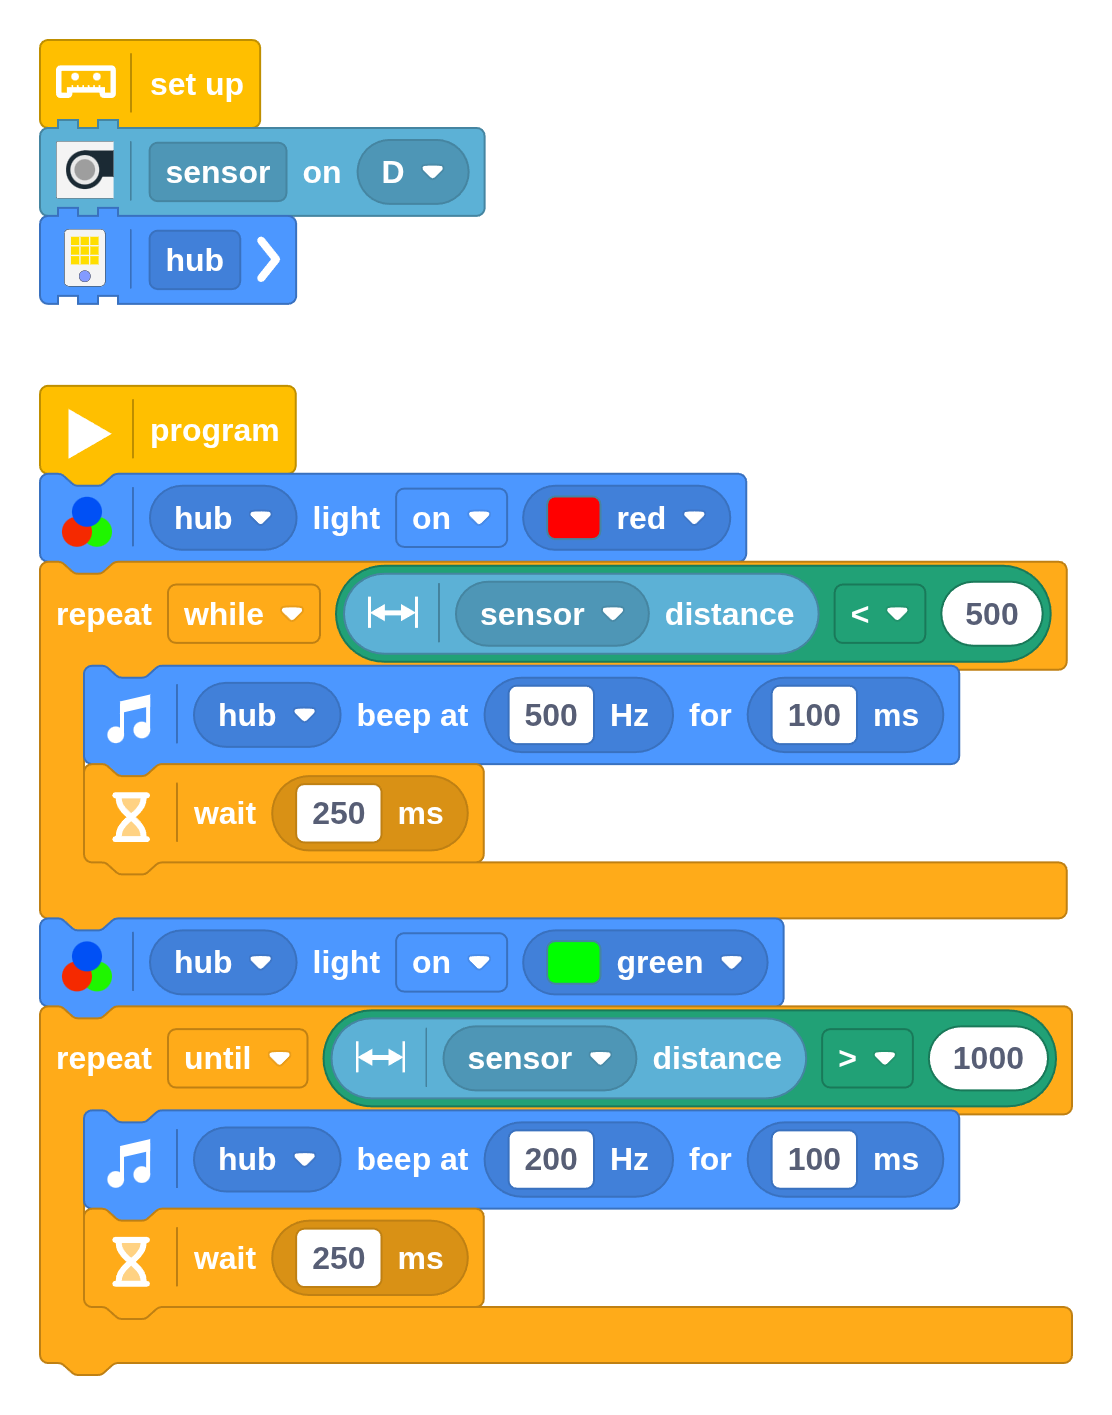 set up
sensor on D
hub
program
hub light on red
repeat while sensor distance < 500
hub beep at 500 Hz for 100 ms
wait 250 ms
hub light on green
repeat until sensor distance > 1000
hub beep at 200 Hz for 100 ms
wait 250 ms